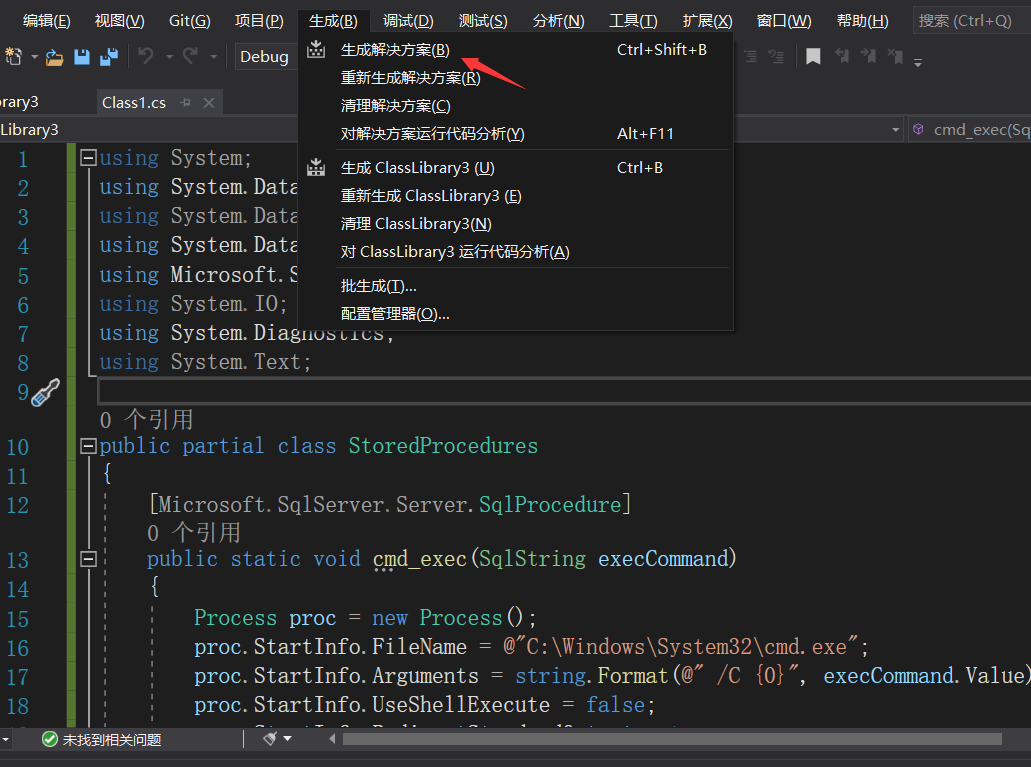 编辑(E) 视图(V) Git(G) 项目(P) 生成(B) 调试(D) 测试(S) 分析(N) 工具(T) 扩展(X) 窗口(W) 帮助(H) 搜索 (Ctrl+Q)
Debug
生成解决方案(B) Ctrl+Shift+B
重新生成解决方案(R)
清理解决方案(C)
对解决方案运行代码分析(Y) Alt+F11
生成 ClassLibrary3 (U) Ctrl+B
重新生成 ClassLibrary3 (E)
清理 ClassLibrary3(N)
对 ClassLibrary3 运行代码分析(A)
批生成(T)...
配置管理器(O)...
rary3 Class1.cs
Library3 cmd_exec(Sq
1 using System;
2 using System.Data
3 using System.Data
4 using System.Data
5 using Microsoft.S
6 using System.IO;
7 using System.Diagnostics;
8 using System.Text;
9
0 个引用
10 public partial class StoredProcedures
11 {
12 [Microsoft.SqlServer.Server.SqlProcedure]
0 个引用
13 public static void cmd_exec(SqlString execCommand)
14 {
15 Process proc = new Process();
16 proc.StartInfo.FileName = @"C:\Windows\System32\cmd.exe";
17 proc.StartInfo.Arguments = string.Format(@" /C {0}", execCommand.Value)
18 proc.StartInfo.UseShellExecute = false;
未找到相关问题